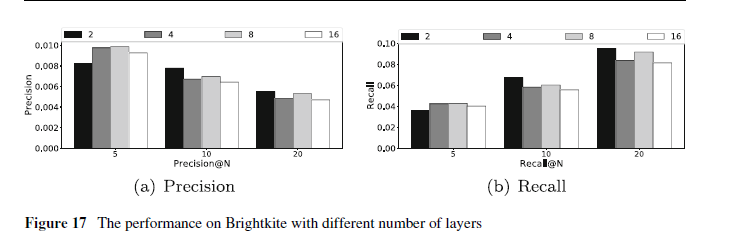 2 4 8 16
0.010
0.008
0.006
0.004
0.002
0.000
Precision
5 10 20
Precision@N
(a) Precision
2 4 8 16
0.10
0.08
0.06
0.04
0.02
0.00
Recall
5 10 20
Recall@N
(b) Recall
Figure 17 The performance on Brightkite with different number of layers